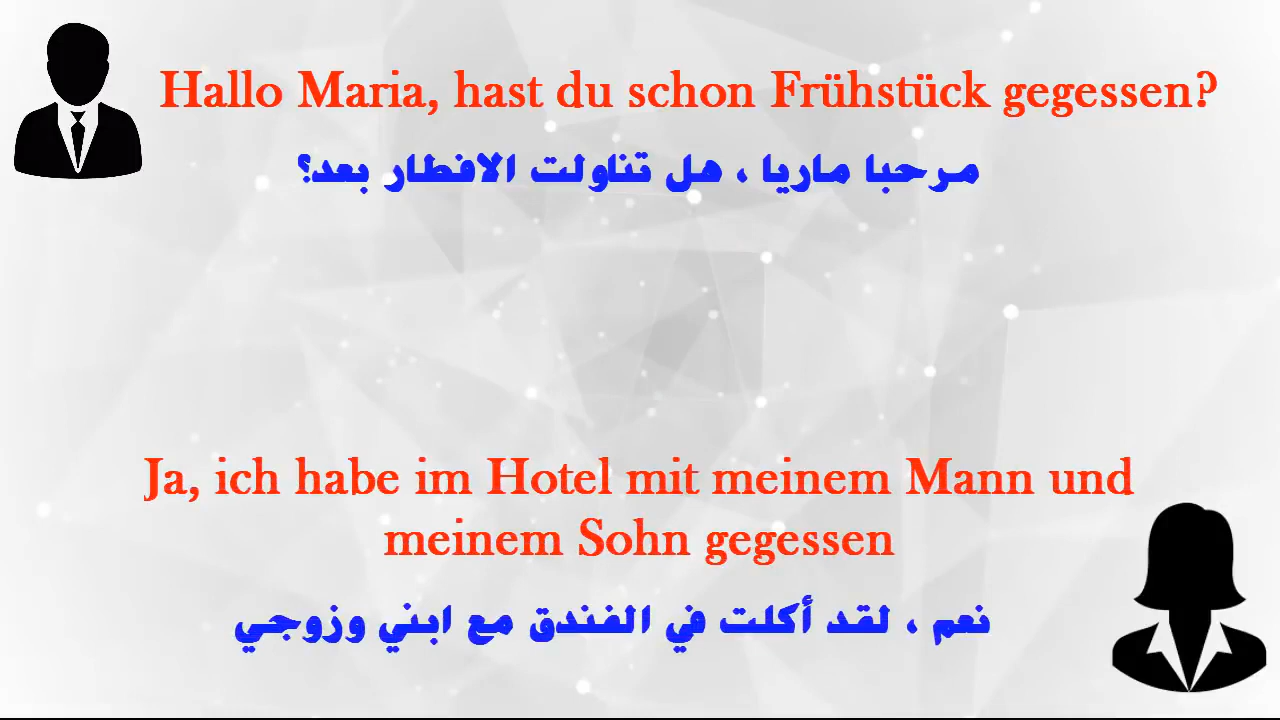 Hallo Maria, hast du schon Frühstück gegessen?
مرحبا ماريا ، هل تناولت الافطار بعد؟
Ja, ich habe im Hotel mit meinem Mann und
meinem Sohn gegessen
نعم ، لقد أكلت في الفندق مع ابني وزوجي